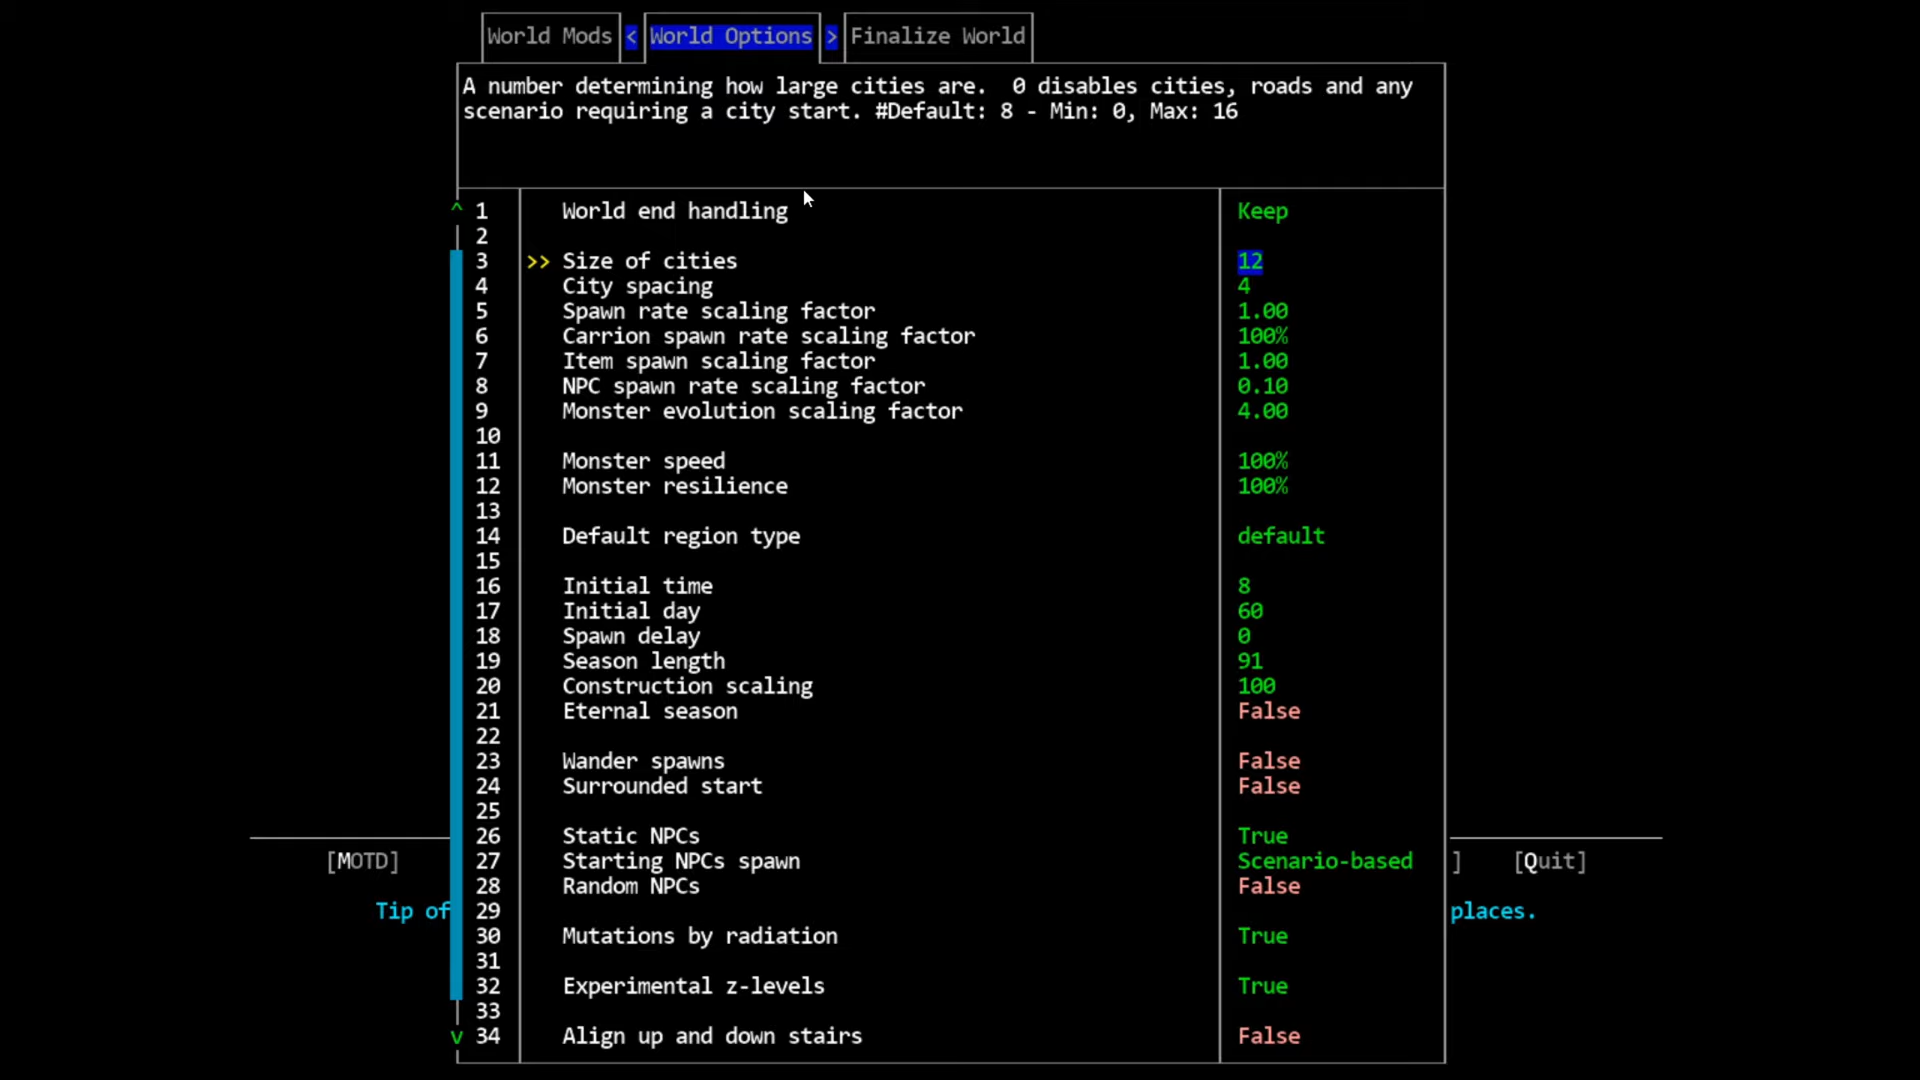 World Mods < World Options > Finalize World
A number determining how large cities are.  0 disables cities, roads and any
scenario requiring a city start. #Default: 8 - Min: 0, Max: 16
^ 1 World end handling Keep
2
3 >> Size of cities 12
4 City spacing 4
5 Spawn rate scaling factor 1.00
6 Carrion spawn rate scaling factor 100%
7 Item spawn scaling factor 1.00
8 NPC spawn rate scaling factor 0.10
9 Monster evolution scaling factor 4.00
10
11 Monster speed 100%
12 Monster resilience 100%
13
14 Default region type default
15
16 Initial time 8
17 Initial day 60
18 Spawn delay 0
19 Season length 91
20 Construction scaling 100
21 Eternal season False
22
23 Wander spawns False
24 Surrounded start False
25
26 Static NPCs True
[MOTD] 27 Starting NPCs spawn Scenario-based ] [Quit]
28 Random NPCs False
Tip of 29 places.
30 Mutations by radiation True
31
32 Experimental z-levels True
33
v 34 Align up and down stairs False